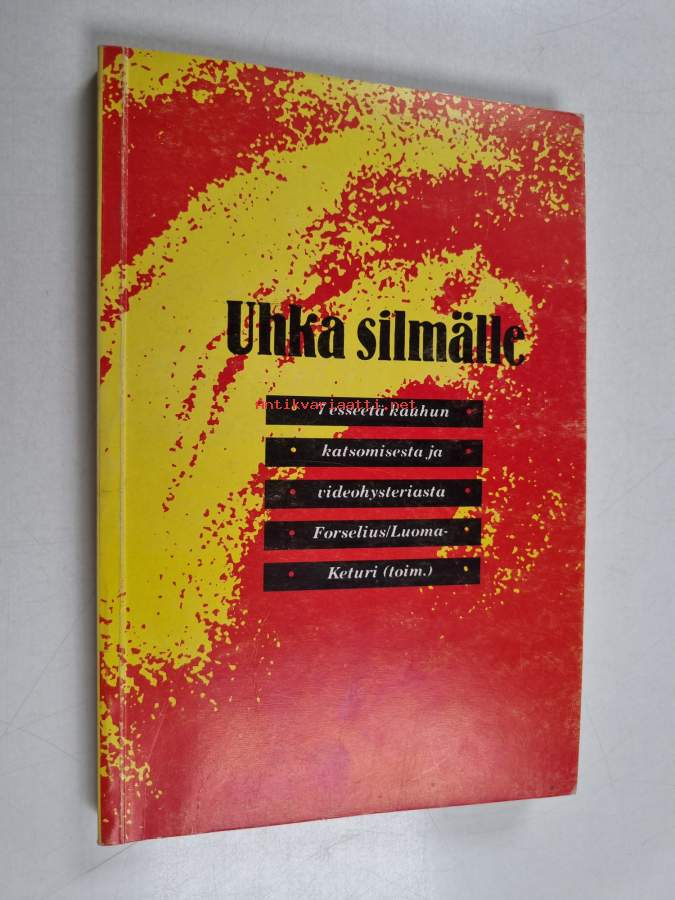 Uhka silmälle
Antikvariaatti.net
7 esseetä kauhun
katsomisesta ja
videohysteriasta
Forselius/Luoma-
Keturi (toim.)